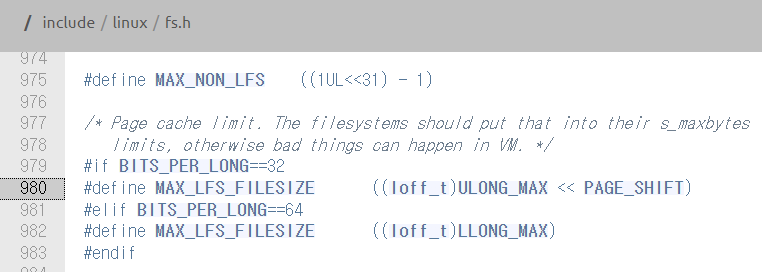 / include / linux / fs.h
974
975 #define MAX_NON_LFS ((1UL<<31) - 1)
976
977 /* Page cache limit. The filesystems should put that into their s_maxbytes
978 limits, otherwise bad things can happen in VM. */
979 #if BITS_PER_LONG==32
980 #define MAX_LFS_FILESIZE ((loff_t)ULONG_MAX << PAGE_SHIFT)
981 #elif BITS_PER_LONG==64
982 #define MAX_LFS_FILESIZE ((loff_t)LLONG_MAX)
983 #endif